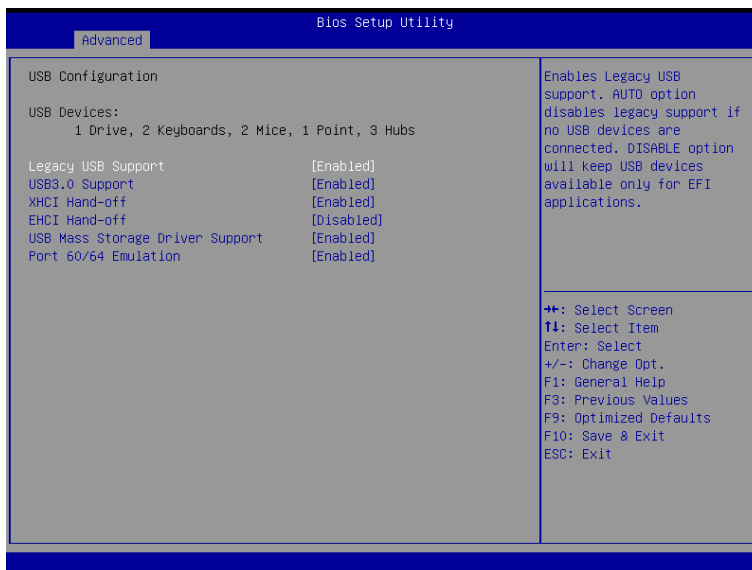 Bios Setup Utility
Advanced
USB Configuration
USB Devices:
1 Drive, 2 Keyboards, 2 Mice, 1 Point, 3 Hubs
Legacy USB Support [Enabled]
USB3.0 Support [Enabled]
XHCI Hand-off [Enabled]
EHCI Hand-off [Disabled]
USB Mass Storage Driver Support [Enabled]
Port 60/64 Emulation [Enabled]
Enables Legacy USB
support. AUTO option
disables legacy support if
no USB devices are
connected. DISABLE option
will keep USB devices
available only for EFI
applications.
→←: Select Screen
↑↓: Select Item
Enter: Select
+/-: Change Opt.
F1: General Help
F3: Previous Values
F9: Optimized Defaults
F10: Save & Exit
ESC: Exit